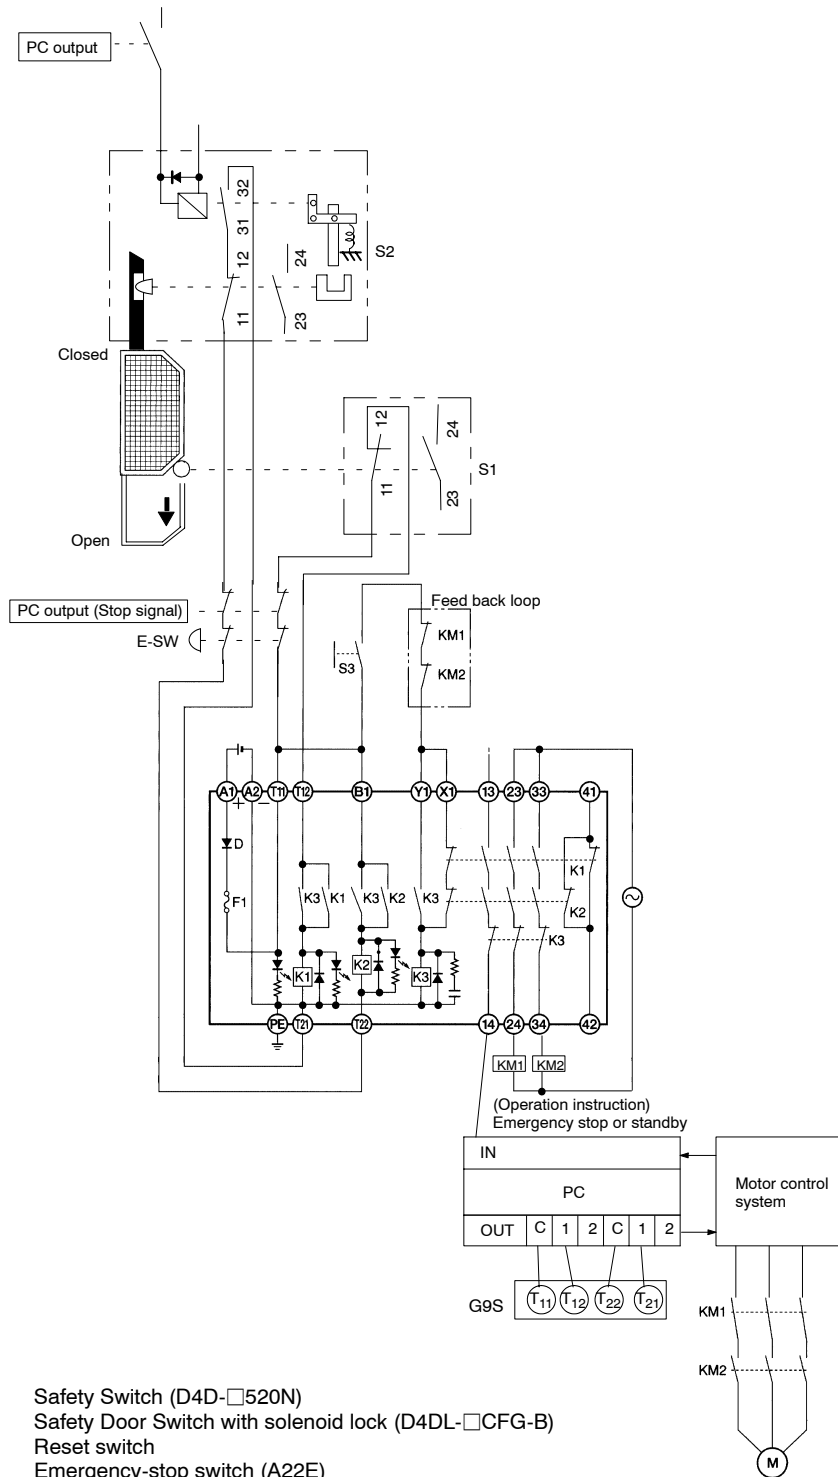 PC output
32
31
12
24
S2
11
23
Closed
12
24
S1
11
23
Open
PC output (Stop signal)
Feed back loop
E-SW
KM1
S3
KM2
A1 A2 T11 T12 B1 Y1 X1 13 23 33 41
+ −
D
K1
F1
K3 K1 K3 K2 K3
K2
K3
K1 K2 K3
PE T21 T22 14 24 34 42
KM1 KM2
(Operation instruction)
Emergency stop or standby
IN
PC
Motor control
system
OUT C 1 2 C 1 2
G9S T11 T12 T22 T21
KM1
KM2
M
Safety Switch (D4D-□520N)
Safety Door Switch with solenoid lock (D4DL-□CFG-B)
Reset switch
Emergency-stop switch (A22E)